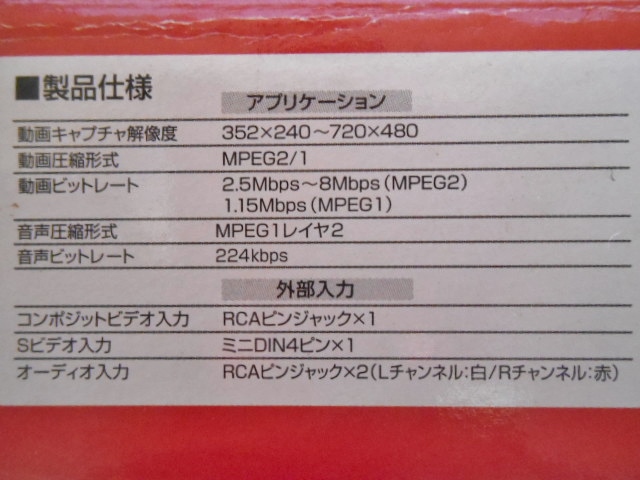 ■製品仕様
アプリケーション
動画キャプチャ解像度 352×240～720×480
動画圧縮形式 MPEG2/1
動画ビットレート 2.5Mbps～8Mbps(MPEG2)
1.15Mbps(MPEG1)
音声圧縮形式 MPEG1レイヤ2
音声ビットレート 224kbps
外部入力
コンポジットビデオ入力 RCAピンジャック×1
Sビデオ入力 ミニDIN4ピン×1
オーディオ入力 RCAピンジャック×2(Lチャンネル:白/Rチャンネル:赤)